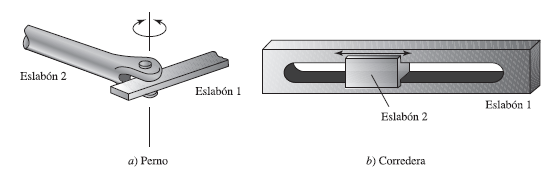 Eslabón 2
Eslabón 1
a) Perno
Eslabón 1
Eslabón 2
b) Corredera